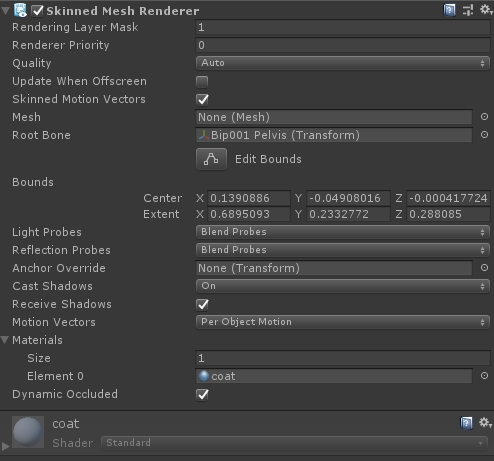 Skinned Mesh Renderer
Rendering Layer Mask 1
Renderer Priority 0
Quality Auto
Update When Offscreen
Skinned Motion Vectors
Mesh None (Mesh)
Root Bone Bip001 Pelvis (Transform)
Edit Bounds
Bounds
Center X 0.1390886 Y -0.04908016 Z -0.000417724
Extent X 0.6895093 Y 0.2332772 Z 0.288085
Light Probes Blend Probes
Reflection Probes Blend Probes
Anchor Override None (Transform)
Cast Shadows On
Receive Shadows
Motion Vectors Per Object Motion
Materials
Size 1
Element 0 coat
Dynamic Occluded
coat
Shader Standard